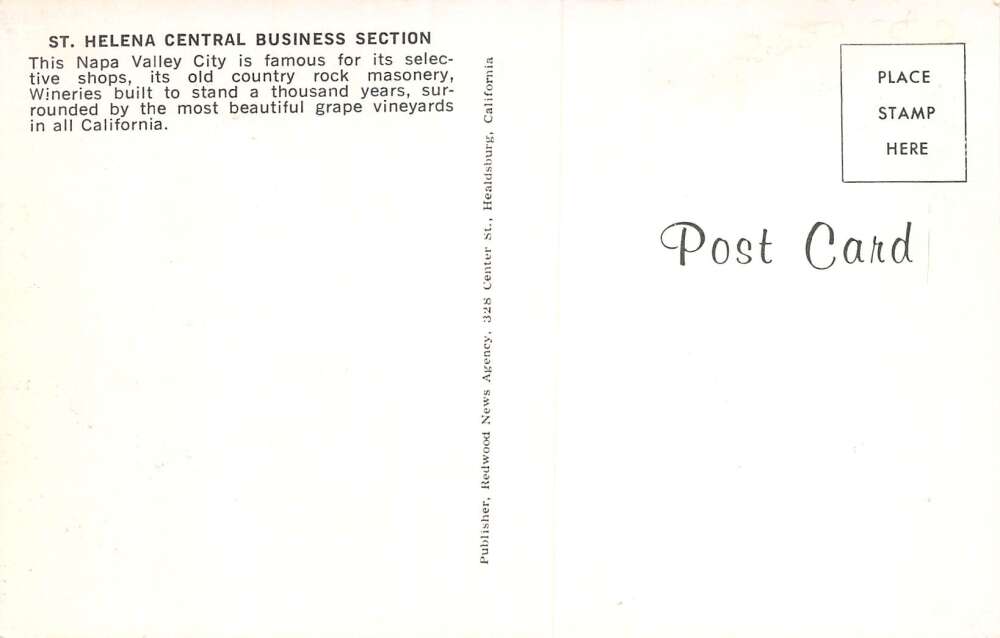 ST. HELENA CENTRAL BUSINESS SECTION
This Napa Valley City is famous for its selec-
tive shops, its old country rock masonery,
Wineries built to stand a thousand years, sur-
rounded by the most beautiful grape vineyards
in all California.
Publisher, Redwood News Agency, 328 Center St., Healdsburg, California
PLACE
STAMP
HERE
Post Card